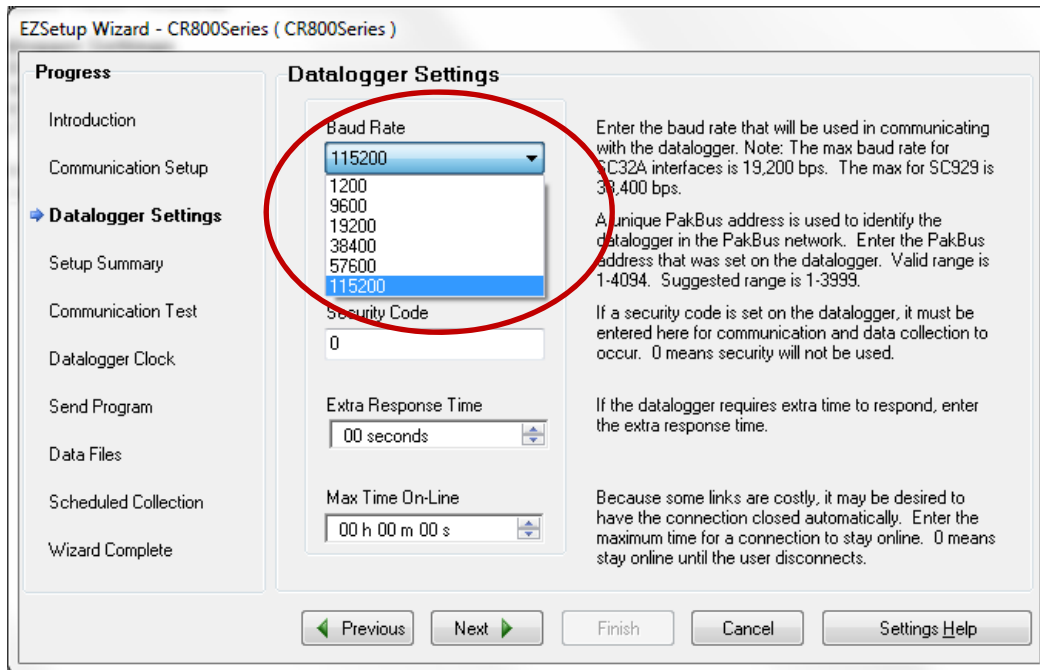 EZSetup Wizard - CR800Series ( CR800Series )
Progress
Introduction
Communication Setup
Datalogger Settings
Setup Summary
Communication Test
Datalogger Clock
Send Program
Data Files
Scheduled Collection
Wizard Complete
Datalogger Settings
Baud Rate
115200
1200
9600
19200
38400
57600
115200
Security Code
0
Extra Response Time
00 seconds
Max Time On-Line
00 h 00 m 00 s
Enter the baud rate that will be used in communicating
with the datalogger. Note: The max baud rate for
SC32A interfaces is 19,200 bps. The max for SC929 is
38,400 bps.
A unique PakBus address is used to identify the
datalogger in the PakBus network. Enter the PakBus
address that was set on the datalogger. Valid range is
1-4094. Suggested range is 1-3999.
If a security code is set on the datalogger, it must be
entered here for communication and data collection to
occur. 0 means security will not be used.
If the datalogger requires extra time to respond, enter
the extra response time.
Because some links are costly, it may be desired to
have the connection closed automatically. Enter the
maximum time for a connection to stay online. 0 means
stay online until the user disconnects.
Previous
Next
Finish
Cancel
Settings Help